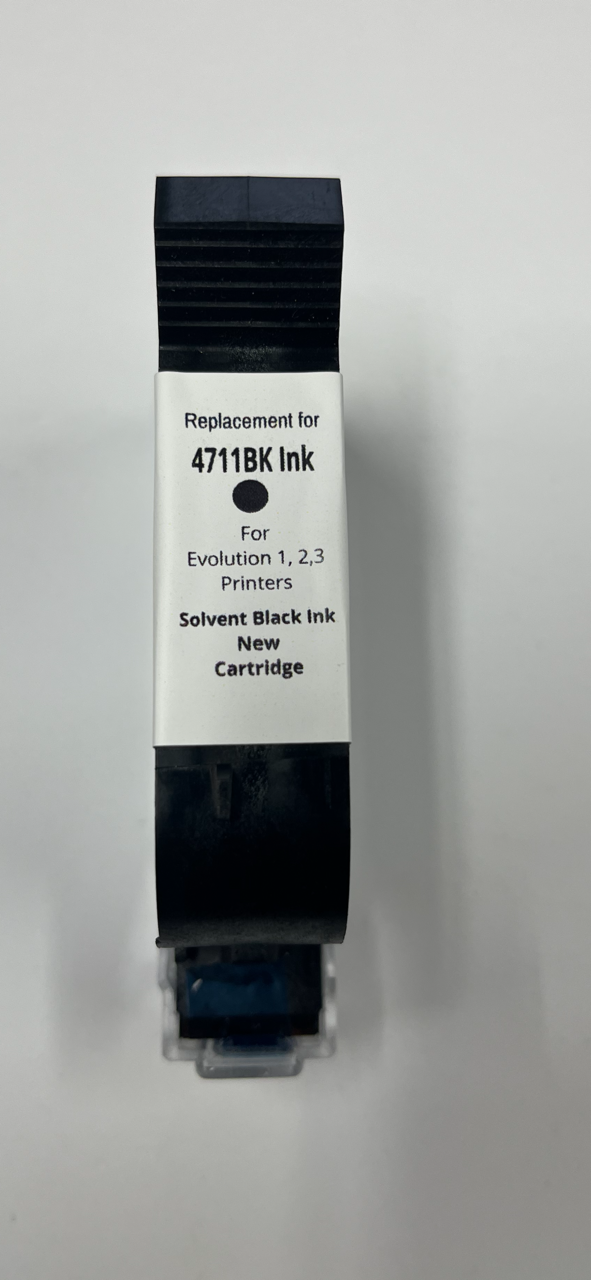 Replacement for
4711BK Ink
For
Evolution 1, 2,3
Printers
Solvent Black Ink
New
Cartridge